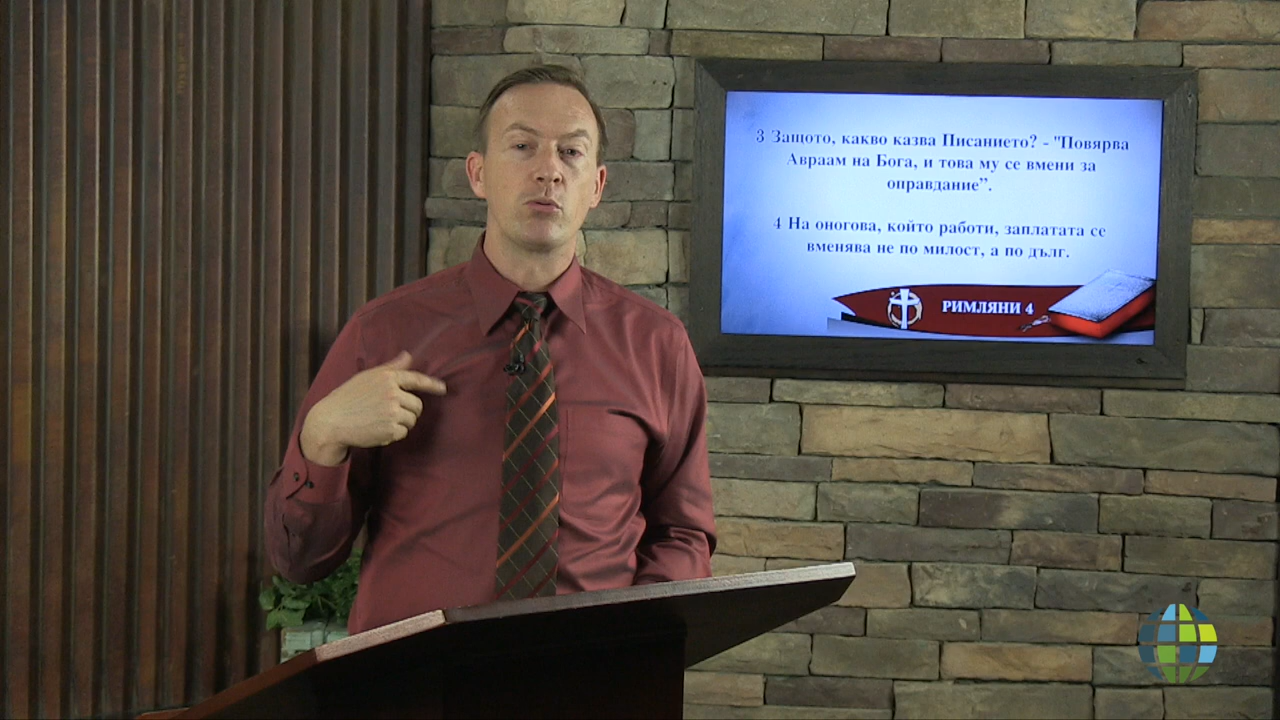 3 Защото, какво казва Писанието? - "Повярва
Авраам на Бога, и това му се вмени за
оправдание”.
4 На оногова, който работи, заплатата се
вменява не по милост, а по дълг.
РИМЛЯНИ 4